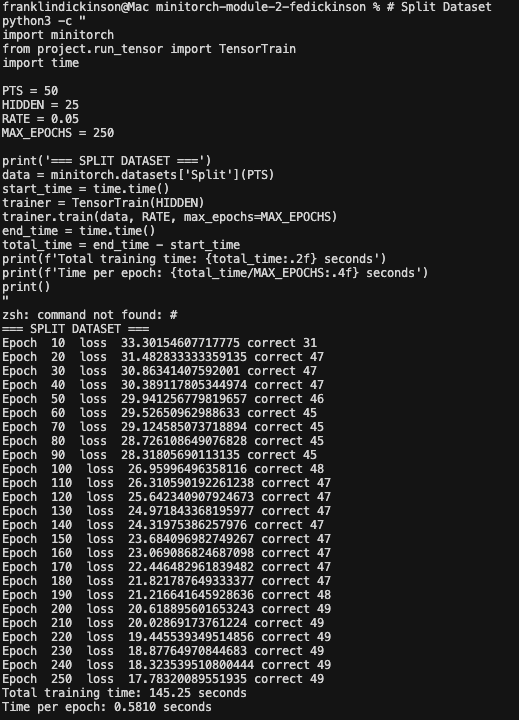 franklindickinson@Mac minitorch-module-2-fedickinson % # Split Dataset
python3 -c "
import minitorch
from project.run_tensor import TensorTrain
import time

PTS = 50
HIDDEN = 25
RATE = 0.05
MAX_EPOCHS = 250

print('=== SPLIT DATASET ===')
data = minitorch.datasets['Split'](PTS)
start_time = time.time()
trainer = TensorTrain(HIDDEN)
trainer.train(data, RATE, max_epochs=MAX_EPOCHS)
end_time = time.time()
total_time = end_time - start_time
print(f'Total training time: {total_time:.2f} seconds')
print(f'Time per epoch: {total_time/MAX_EPOCHS:.4f} seconds')
print()
"
zsh: command not found: #
=== SPLIT DATASET ===
Epoch  10  loss  33.30154607717775 correct 31
Epoch  20  loss  31.482833333359135 correct 47
Epoch  30  loss  30.86341407592001 correct 47
Epoch  40  loss  30.389117805344974 correct 47
Epoch  50  loss  29.941256779819657 correct 46
Epoch  60  loss  29.52650962988633 correct 45
Epoch  70  loss  29.124585073718894 correct 45
Epoch  80  loss  28.726108649076828 correct 45
Epoch  90  loss  28.31805690113135 correct 45
Epoch  100  loss  26.95996496358116 correct 48
Epoch  110  loss  26.310590192261238 correct 47
Epoch  120  loss  25.642340907924673 correct 47
Epoch  130  loss  24.971843368195977 correct 47
Epoch  140  loss  24.31975386257976 correct 47
Epoch  150  loss  23.684096982749267 correct 47
Epoch  160  loss  23.069086824687098 correct 47
Epoch  170  loss  22.446482961839482 correct 47
Epoch  180  loss  21.821787649333377 correct 47
Epoch  190  loss  21.216641645928636 correct 48
Epoch  200  loss  20.618895601653243 correct 49
Epoch  210  loss  20.02869173761224 correct 49
Epoch  220  loss  19.445539349514856 correct 49
Epoch  230  loss  18.87764970844683 correct 49
Epoch  240  loss  18.323539510800444 correct 49
Epoch  250  loss  17.78320089551935 correct 49
Total training time: 145.25 seconds
Time per epoch: 0.5810 seconds